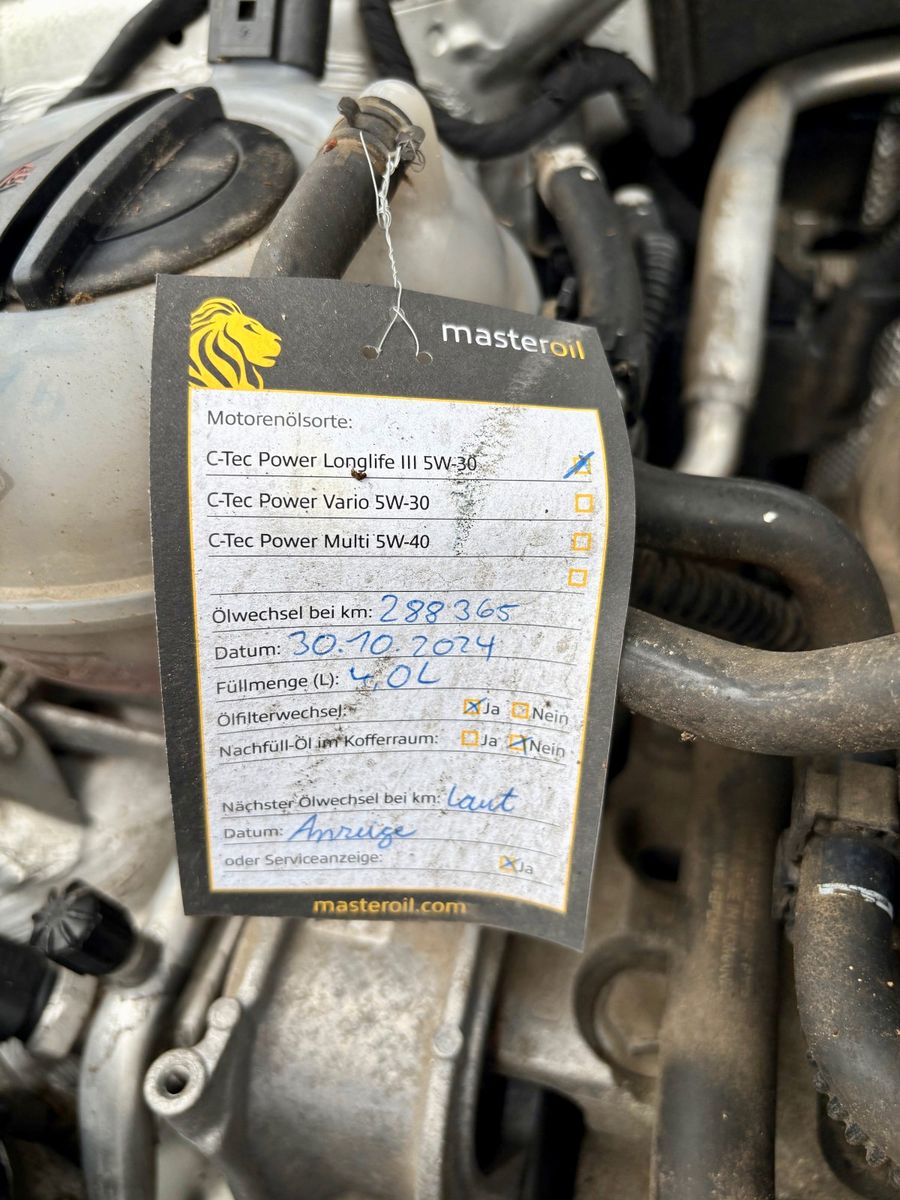 masteroil
Motorenölsorte:
C-Tec Power Longlife III 5W-30
C-Tec Power Vario 5W-30
C-Tec Power Multi 5W-40
Ölwechsel bei km: 288365
Datum: 30.10.2024
Füllmenge (L): 4,0L
Ölfilterwechsel: Ja Nein
Nachfüll-Öl im Kofferraum: Ja Nein
Nächster Ölwechsel bei km: laut
Datum: Anzeige
oder Serviceanzeige: Ja
masteroil.com